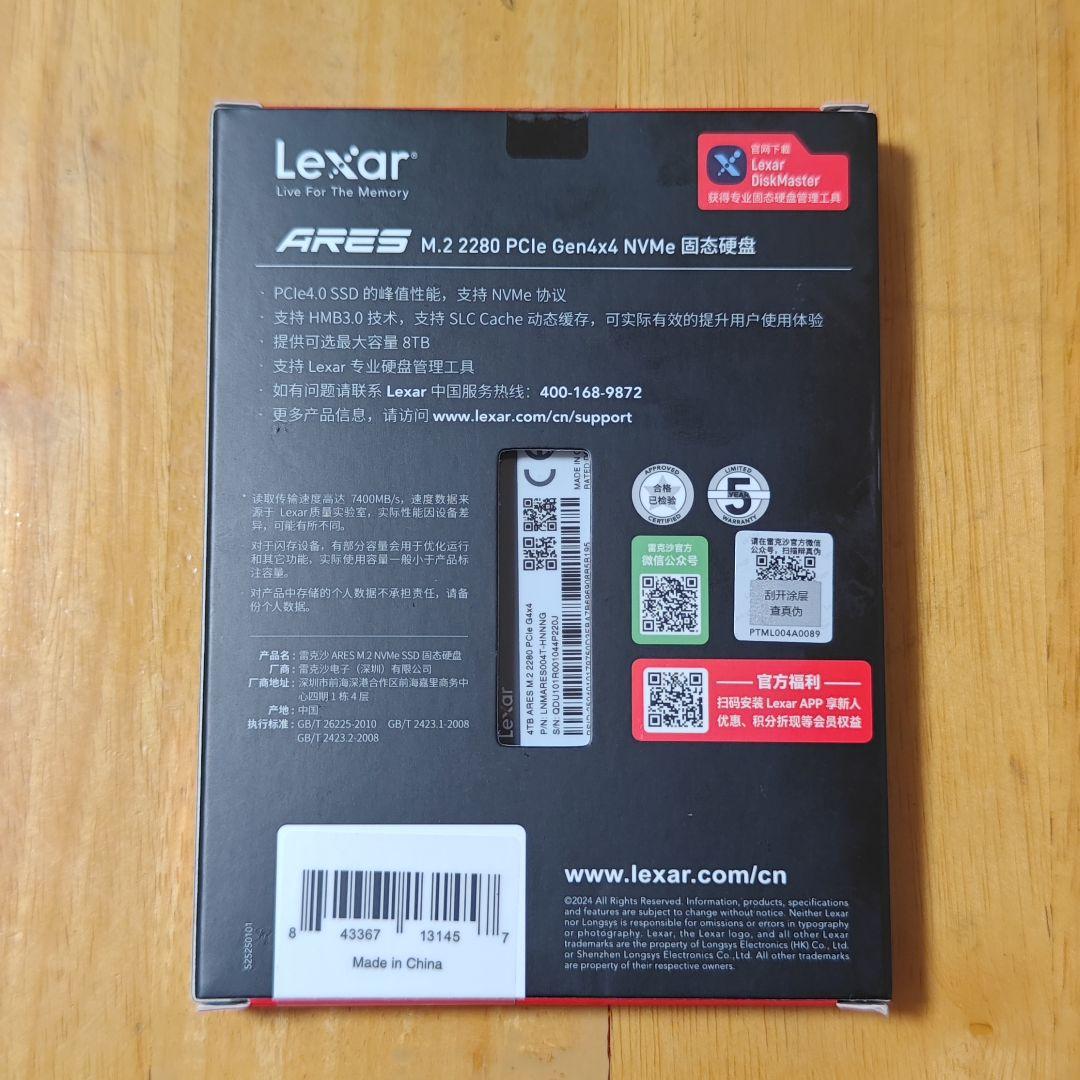 Lexar®
Live For The Memory
官网下载
Lexar
DiskMaster
获得专业固态硬盘管理工具
ARES M.2 2280 PCIe Gen4x4 NVMe 固态硬盘
· PCIe4.0 SSD 的峰值性能，支持 NVMe 协议
· 支持 HMB3.0 技术，支持 SLC Cache 动态缓存，可实际有效的提升用户使用体验
· 提供可选最大容量 8TB
· 支持 Lexar 专业硬盘管理工具
· 如有问题请联系 Lexar 中国服务热线：400-168-9872
· 更多产品信息，请访问 www.lexar.com/cn/support
* 读取传输速度高达 7400MB/s，速度数据来
源于 Lexar 质量实验室，实际性能因设备差
异，可能有所不同。
对于闪存设备，有部分容量会用于优化运行
和其它功能，实际使用容量一般小于产品标
注容量。
对产品中存储的个人数据不承担责任，请备
份个人数据。
产品名：雷克沙 ARES M.2 NVMe SSD 固态硬盘
厂商：雷克沙电子（深圳）有限公司
厂商地址：深圳市前海深港合作区前海嘉里商务中
心四期 1 栋 4 层
产地：中国
执行标准：GB/T 26225-2010 GB/T 2423.1-2008
GB/T 2423.2-2008
Lexar
4TB ARES M.2 2280 PCIe G4x4
P/N: LNMARES004T-HNNNG
S/N: QDU101R001044P220J
MADE IN
RATED
APPROVED
合格
已检验
CERTIFIED
LIMITED
5
YEAR
WARRANTY
雷克沙官方
微信公众号
请在雷克沙官方微信
公众号，扫描辩真伪
刮开涂层
查真伪
PTML004A0089
官方福利
扫码安装 Lexar APP 享新人
优惠、积分折现等会员权益
8 43367 13145 7
Made in China
S25250101
www.lexar.com/cn
©2024 All Rights Reserved. Information, products, specifications
and features are subject to change without notice. Neither Lexar
nor Longsys is responsible for omissions or errors in typography
or photography. Lexar, the Lexar logo, and all other Lexar
trademarks are the property of Longsys Electronics (HK) Co., Ltd.
or Shenzhen Longsys Electronics Co.,Ltd. All other trademarks
are property of their respective owners.